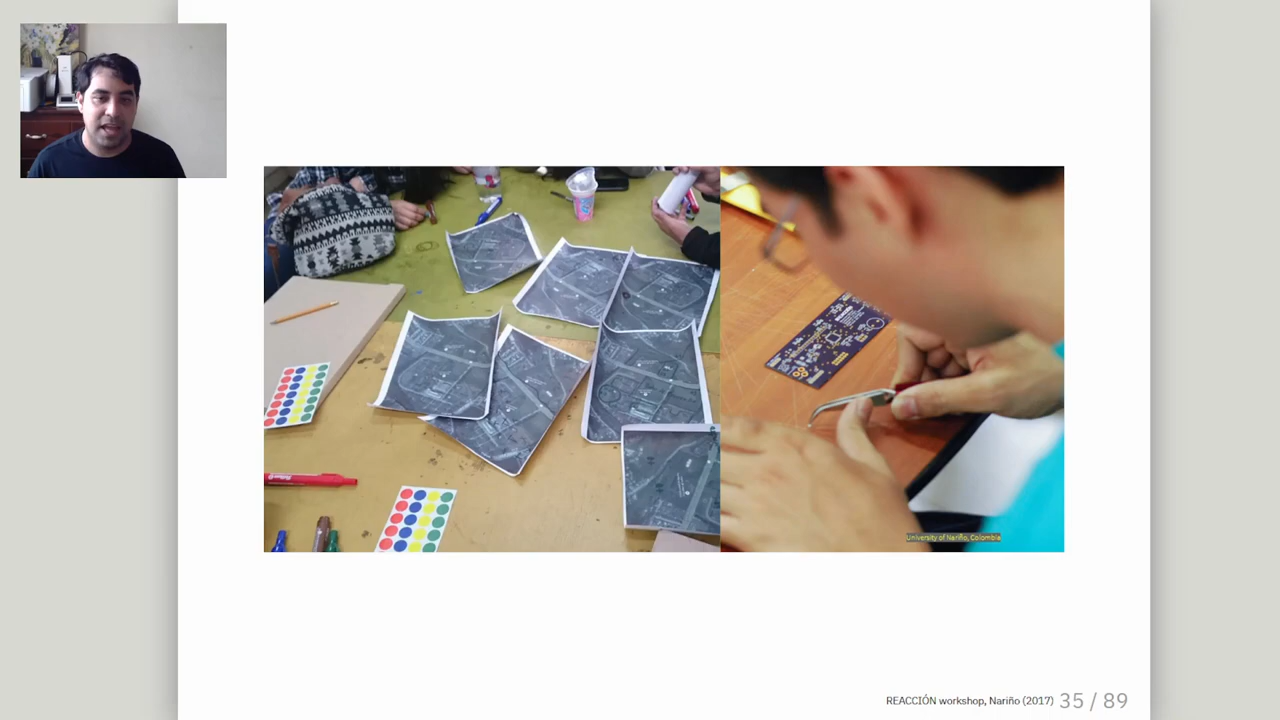 University of Nariño, Colombia
REACCIÓN workshop, Nariño (2017) 35 / 89